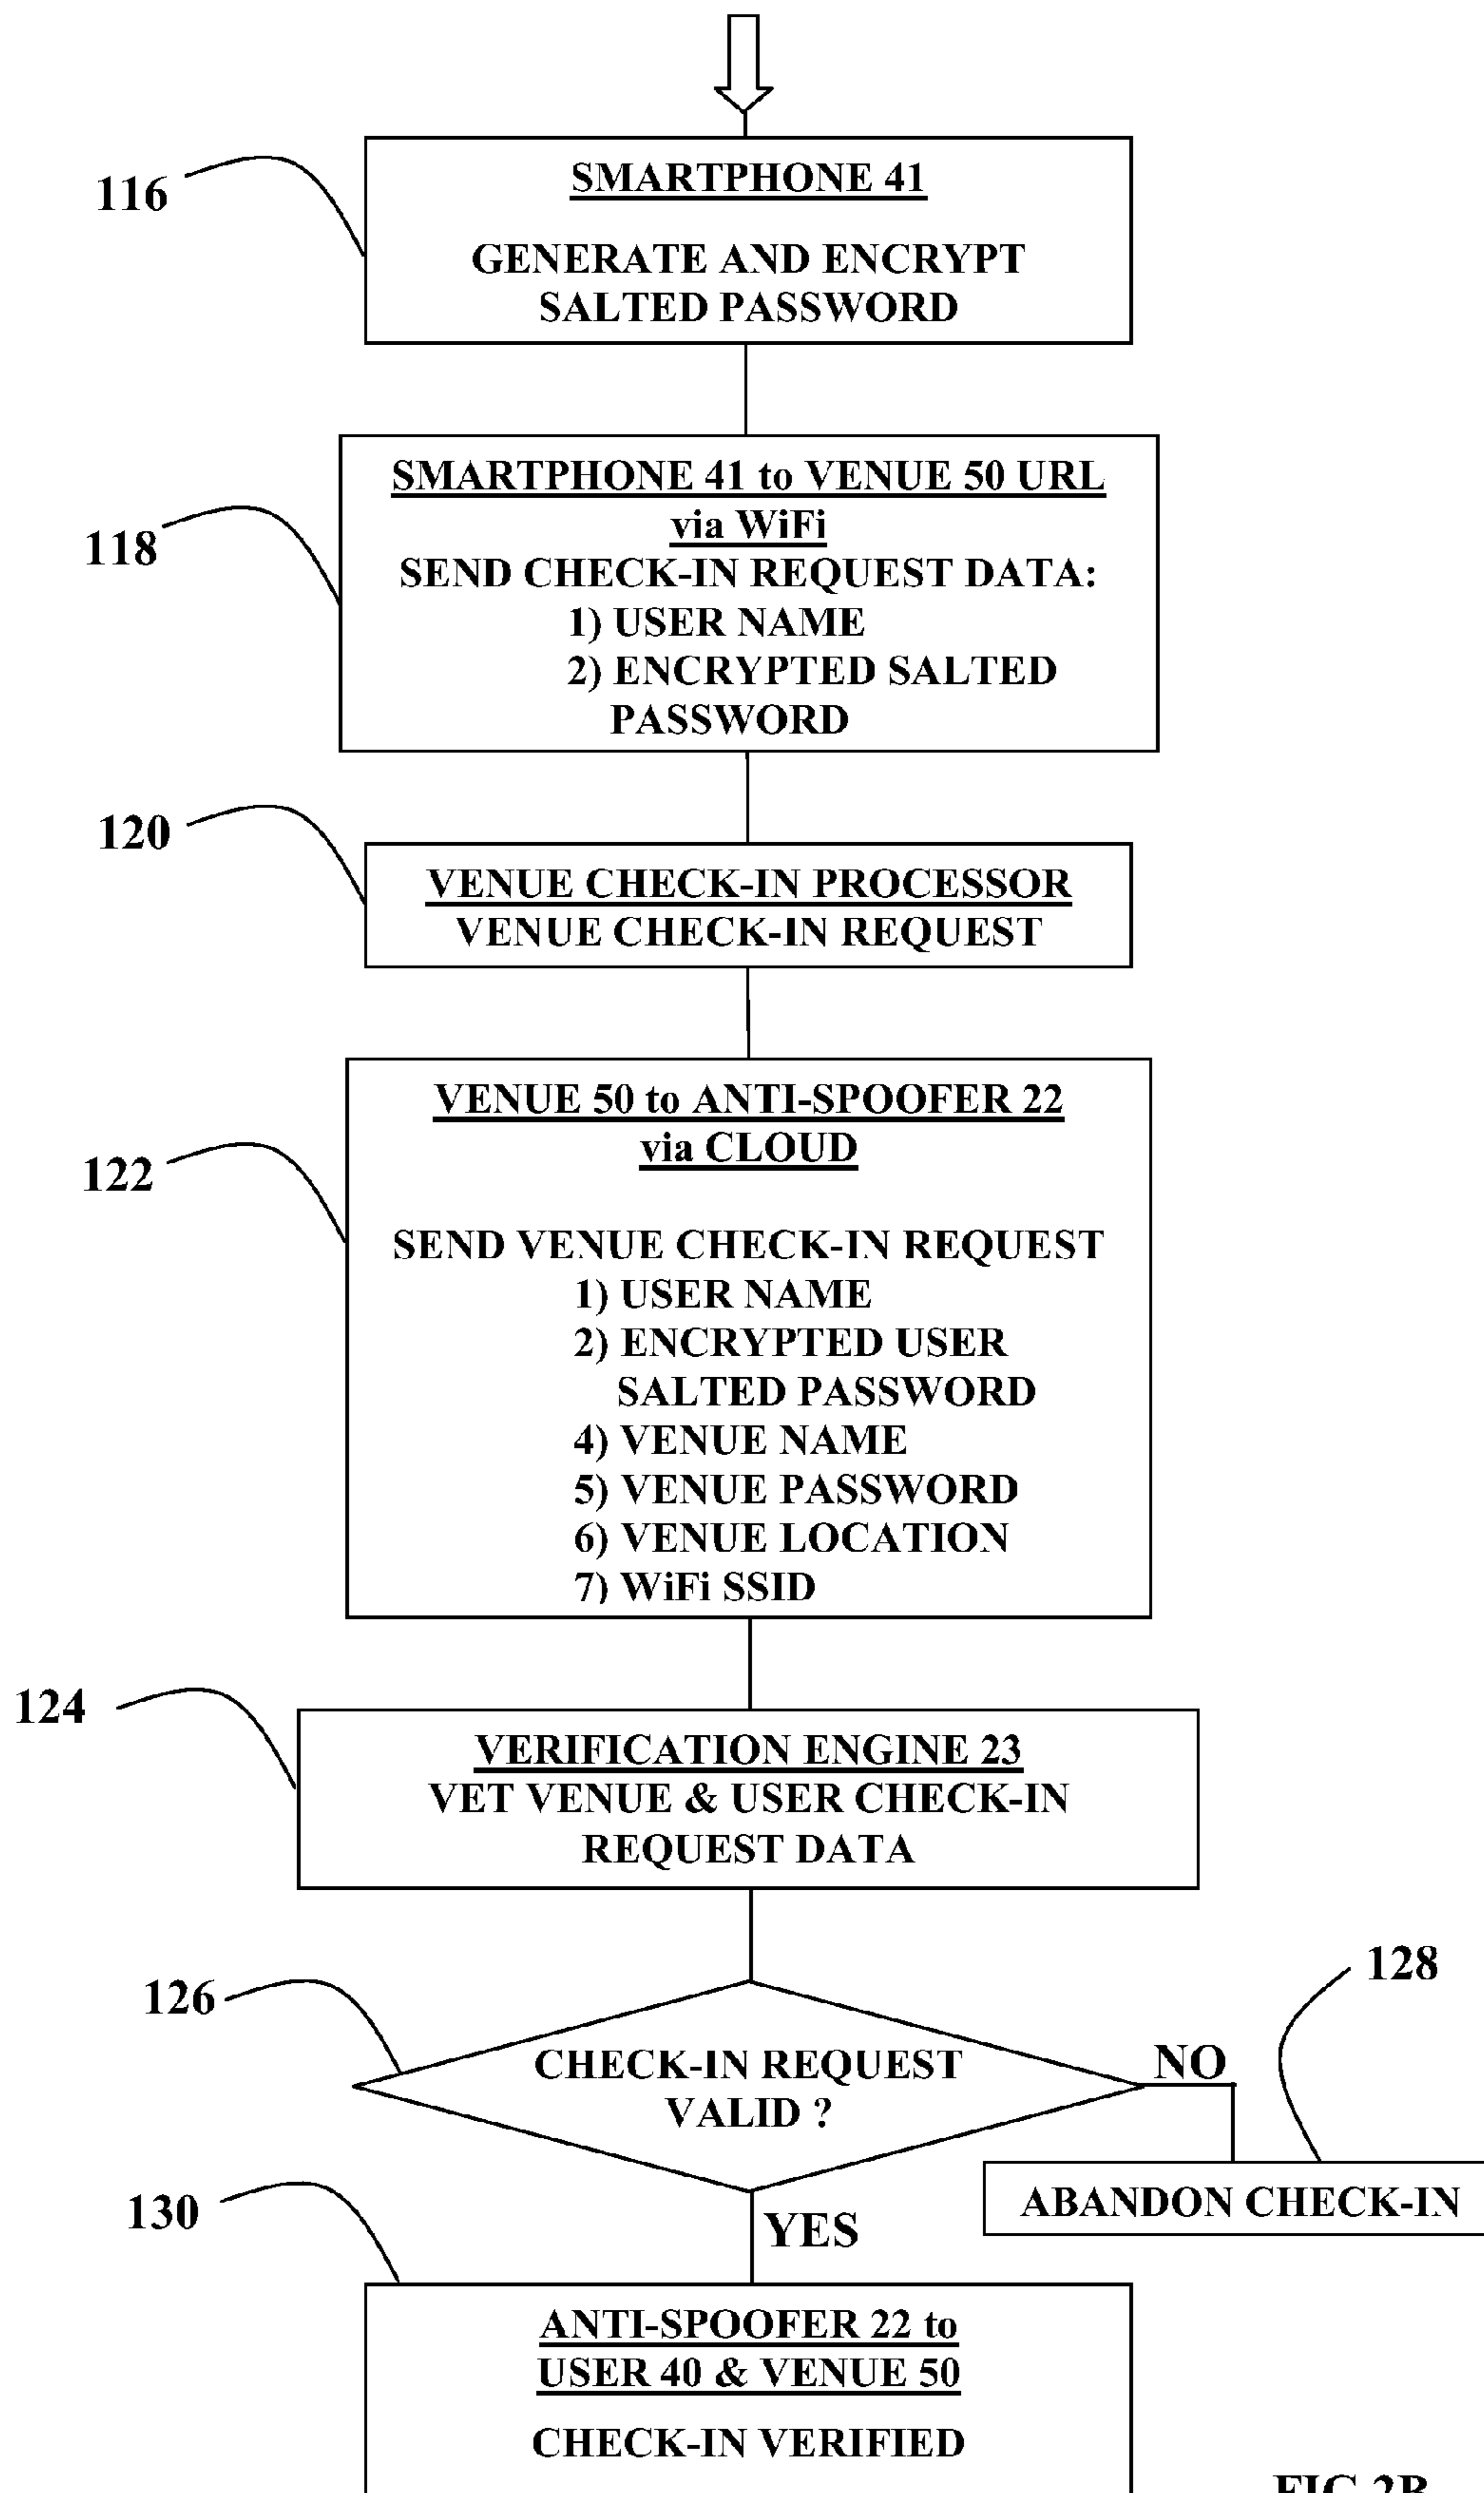 116
SMARTPHONE 41
GENERATE AND ENCRYPT
SALTED PASSWORD
118
SMARTPHONE 41 to VENUE 50 URL
via WiFi
SEND CHECK-IN REQUEST DATA:
1) USER NAME
2) ENCRYPTED SALTED
PASSWORD
120
VENUE CHECK-IN PROCESSOR
VENUE CHECK-IN REQUEST
122
VENUE 50 to ANTI-SPOOFER 22
via CLOUD
SEND VENUE CHECK-IN REQUEST
1) USER NAME
2) ENCRYPTED USER
SALTED PASSWORD
4) VENUE NAME
5) VENUE PASSWORD
6) VENUE LOCATION
7) WiFi SSID
124
VERIFICATION ENGINE 23
VET VENUE & USER CHECK-IN
REQUEST DATA
126
CHECK-IN REQUEST
VALID ?
NO
128
ABANDON CHECK-IN
YES
130
ANTI-SPOOFER 22 to
USER 40 & VENUE 50
CHECK-IN VERIFIED
FIG 2B